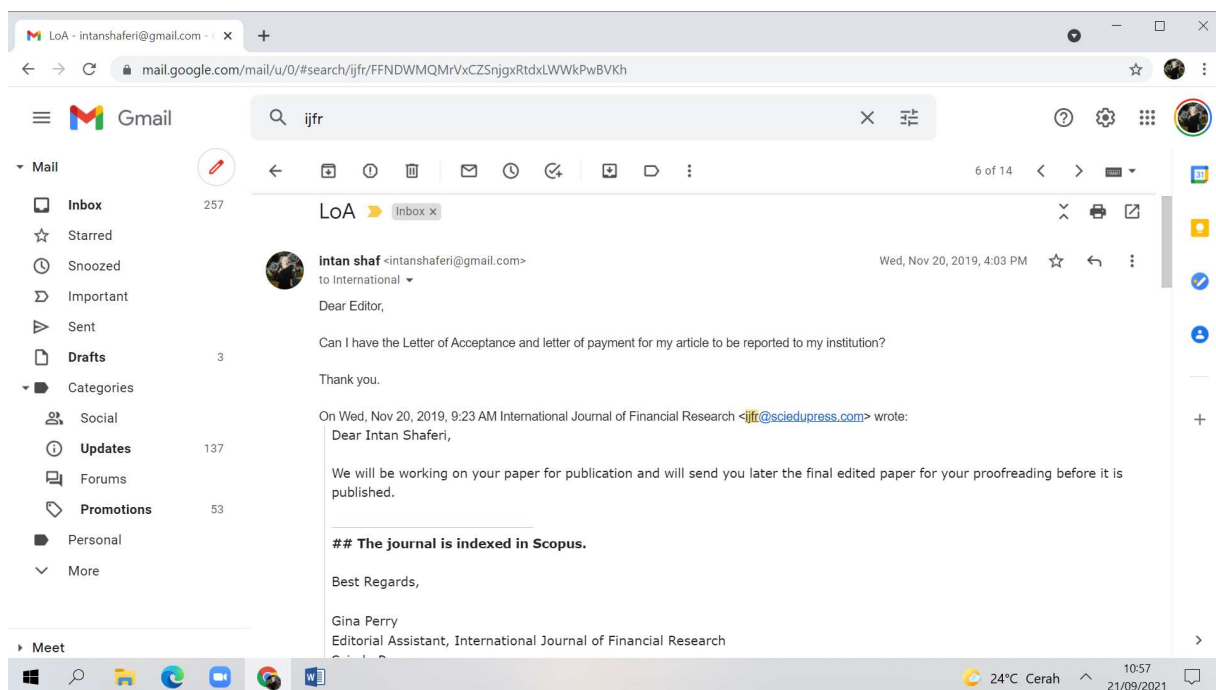 LoA - intanshaferi@gmail.com -
mail.google.com/mail/u/0/#search/ijfr/FFNDWMQMrVxCZSnjgxRtdxLWWkPwBVKh
Gmail
ijfr
Mail
6 of 14
31
Inbox 257
Starred
Snoozed
Important
Sent
Drafts 3
Categories
Social
Updates 137
Forums
Promotions 53
Personal
More
Meet
LoA Inbox x
intan shaf <intanshaferi@gmail.com> Wed, Nov 20, 2019, 4:03 PM
to International
Dear Editor,
Can I have the Letter of Acceptance and letter of payment for my article to be reported to my institution?
Thank you.
On Wed, Nov 20, 2019, 9:23 AM International Journal of Financial Research <ijfr@sciedupress.com> wrote:
Dear Intan Shaferi,
We will be working on your paper for publication and will send you later the final edited paper for your proofreading before it is
published.
## The journal is indexed in Scopus.
Best Regards,
Gina Perry
Editorial Assistant, International Journal of Financial Research
24°C Cerah
10:57
21/09/2021